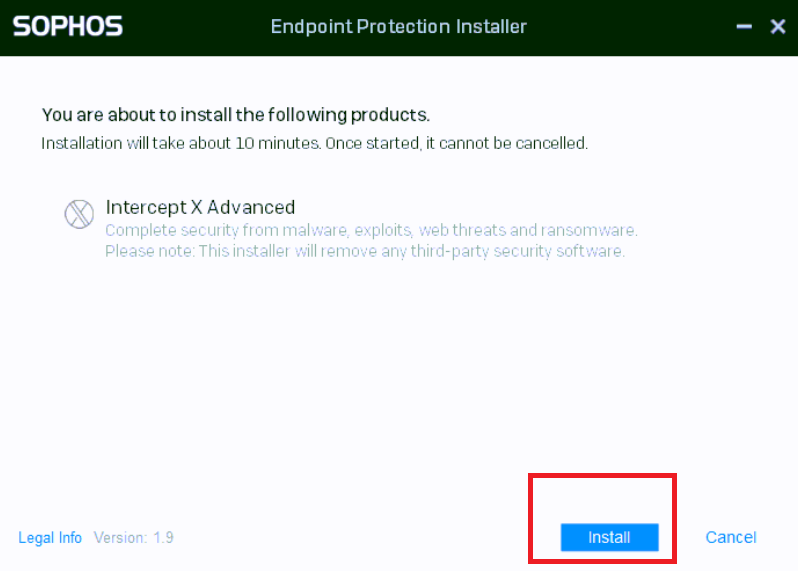 SOPHOS
Endpoint Protection Installer
You are about to install the following products.
Installation will take about 10 minutes. Once started, it cannot be cancelled.
Intercept X Advanced
Complete security from malware, exploits, web threats and ransomware.
Please note: This installer will remove any third-party security software.
Legal Info Version: 1.9
Install
Cancel